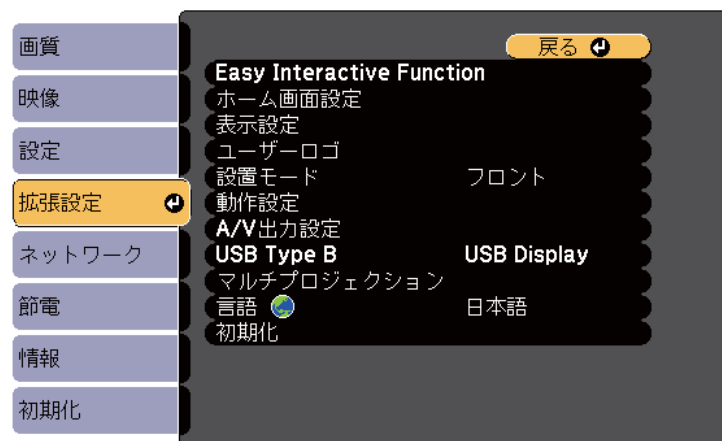 画質
映像
設定
拡張設定
ネットワーク
節電
情報
初期化
戻る
Easy Interactive Function
ホーム画面設定
表示設定
ユーザーロゴ
設置モード フロント
動作設定
A/V出力設定
USB Type B USB Display
マルチプロジェクション
言語 日本語
初期化